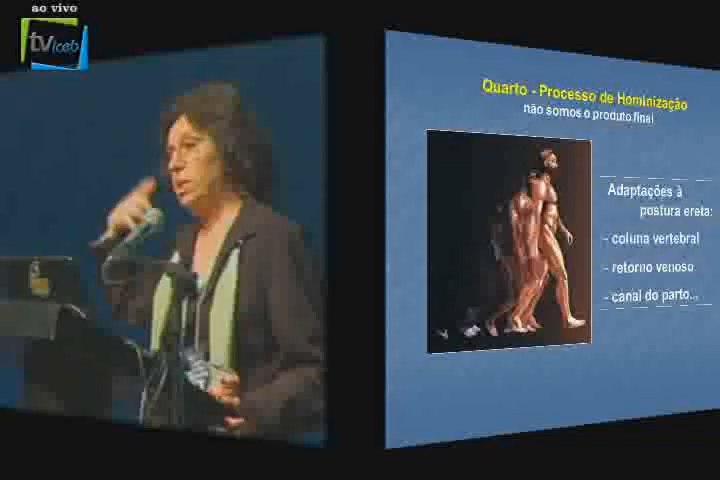 ao vivo
tv Iceb
Quarto - Processo de Hominização
não somos o produto final
Adaptações à
postura ereta:
- coluna vertebral
- retorno venoso
- canal do parto...